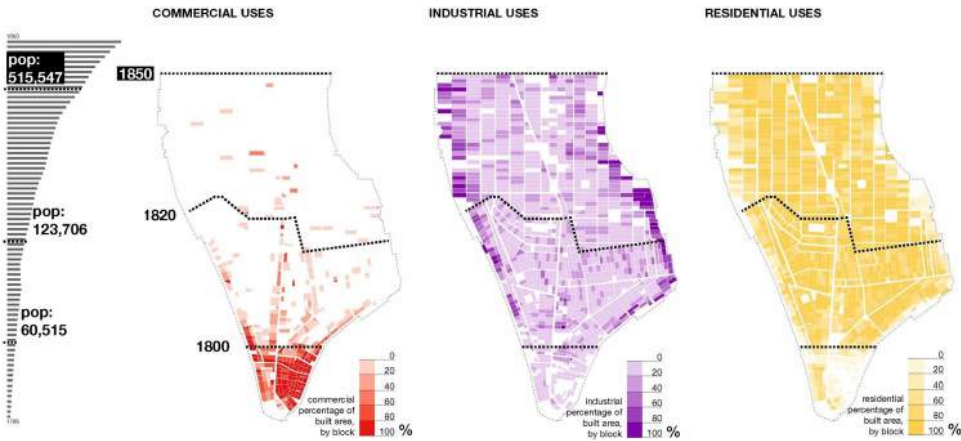 COMMERCIAL USES
INDUSTRIAL USES
RESIDENTIAL USES
1860
pop:
515,547
1850
pop:
123,706
1820
pop:
60,515
1800
0
20
40
60
80
100 %
commercial
percentage of
built area,
by block
0
20
40
60
80
100 %
industrial
percentage of
built area,
by block
0
20
40
60
80
100 %
residential
percentage of
built area,
by block